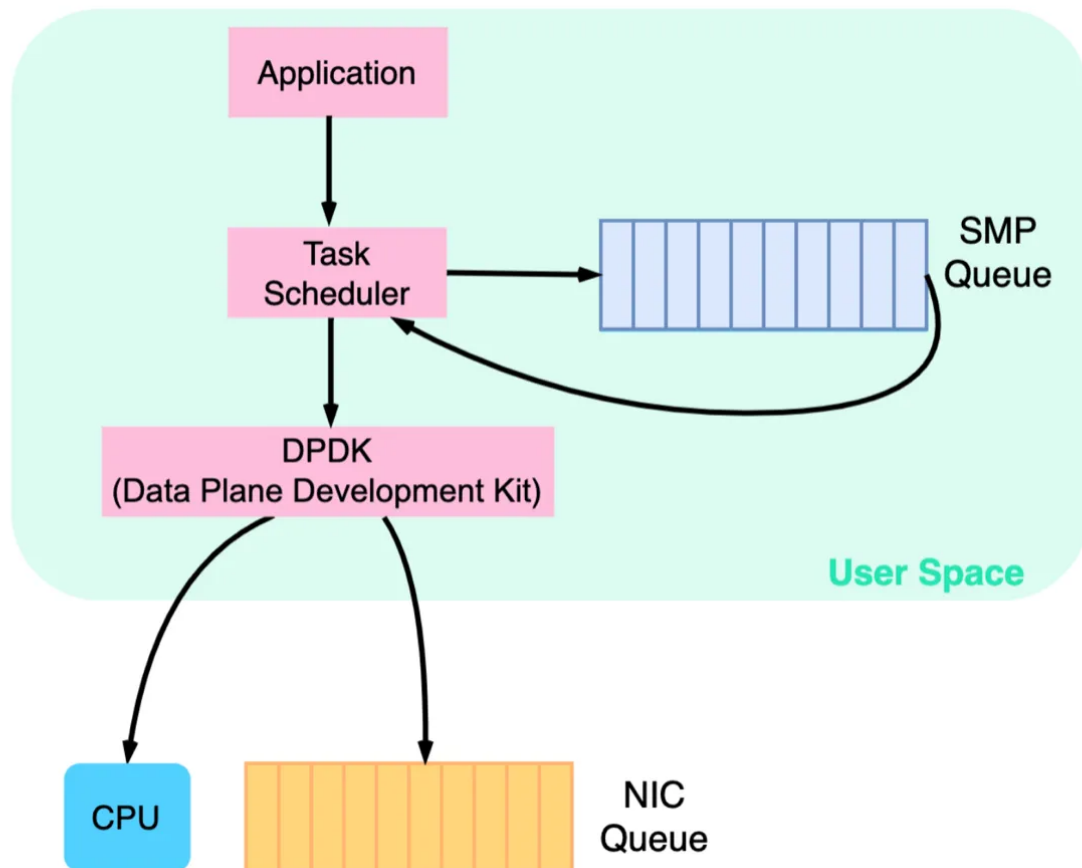 Application
Task
Scheduler
SMP
Queue
DPDK
(Data Plane Development Kit)
User Space
CPU
NIC
Queue